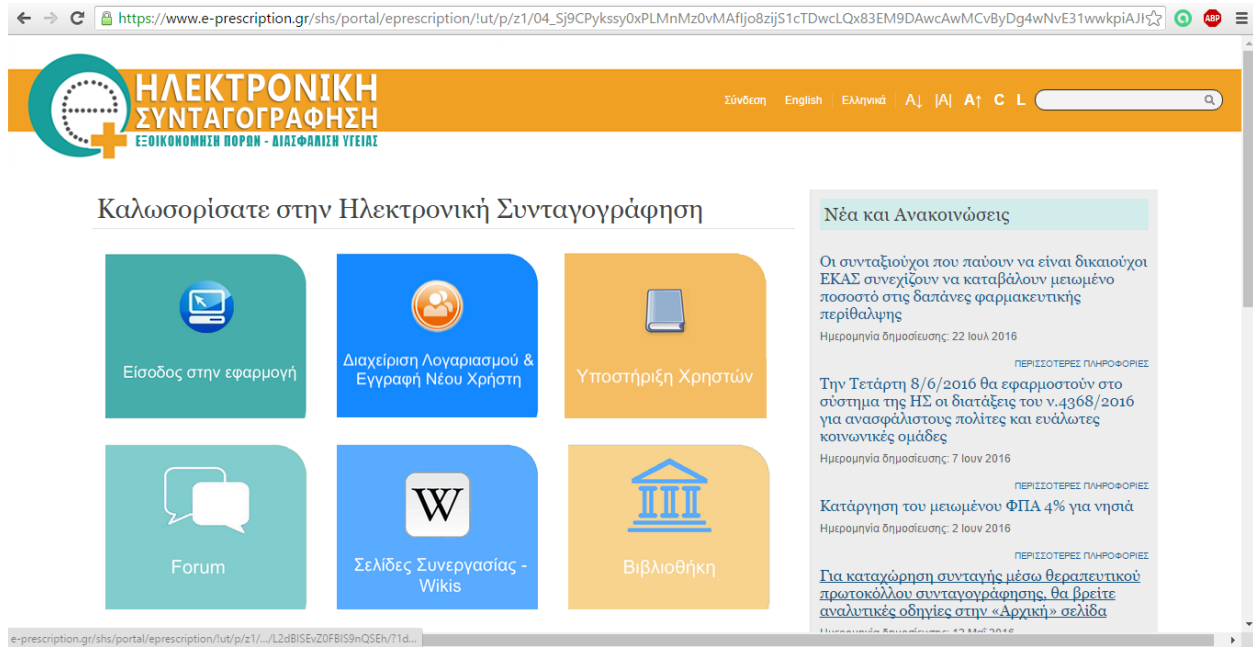 https://www.e-prescription.gr/shs/portal/eprescription/!ut/p/z1/04_Sj9CPykssy0xPLMnMz0vMAfIjo8zijS1cTDwcLQx83EM9DAwcAwMCvByDg4wNvE31wwkpiAJI
ABP
ΗΛΕΚΤΡΟΝΙΚΗ
ΣΥΝΤΑΓΟΓΡΑΦΗΣΗ
ΕΞΟΙΚΟΝΟΜΗΣΗ ΠΟΡΩΝ - ΔΙΑΣΦΑΛΙΣΗ ΥΓΕΙΑΣ
Σύνδεση English Ελληνικά A↓ |A| A↑ C L
Καλωσορίσατε στην Ηλεκτρονική Συνταγογράφηση
Είσοδος στην εφαρμογή
Διαχείριση Λογαριασμού &
Εγγραφή Νέου Χρήστη
Υποστήριξη Χρηστών
Forum
W
Σελίδες Συνεργασίας -
Wikis
Βιβλιοθήκη
Νέα και Ανακοινώσεις
Οι συνταξιούχοι που παύουν να είναι δικαιούχοι
ΕΚΑΣ συνεχίζουν να καταβάλουν μειωμένο
ποσοστό στις δαπάνες φαρμακευτικής
περίθαλψης
Ημερομηνία δημοσίευσης: 22 Ιουλ 2016
ΠΕΡΙΣΣΟΤΕΡΕΣ ΠΛΗΡΟΦΟΡΙΕΣ
Την Τετάρτη 8/6/2016 θα εφαρμοστούν στο
σύστημα της ΗΣ οι διατάξεις του ν.4368/2016
για ανασφάλιστους πολίτες και ευάλωτες
κοινωνικές ομάδες
Ημερομηνία δημοσίευσης: 7 Ιουν 2016
ΠΕΡΙΣΣΟΤΕΡΕΣ ΠΛΗΡΟΦΟΡΙΕΣ
Κατάργηση του μειωμένου ΦΠΑ 4% για νησιά
Ημερομηνία δημοσίευσης: 2 Ιουν 2016
ΠΕΡΙΣΣΟΤΕΡΕΣ ΠΛΗΡΟΦΟΡΙΕΣ
Για καταχώρηση συνταγής μέσω θεραπευτικού
πρωτοκόλλου συνταγογράφησης, θα βρείτε
αναλυτικές οδηγίες στην «Αρχική» σελίδα
Ημερομηνία δημοσίευσης: 12 Μαΐ 2016
e-prescription.gr/shs/portal/eprescription/!ut/p/z1/.../L2dBISEvZ0FBIS9nQSEh/?1d...